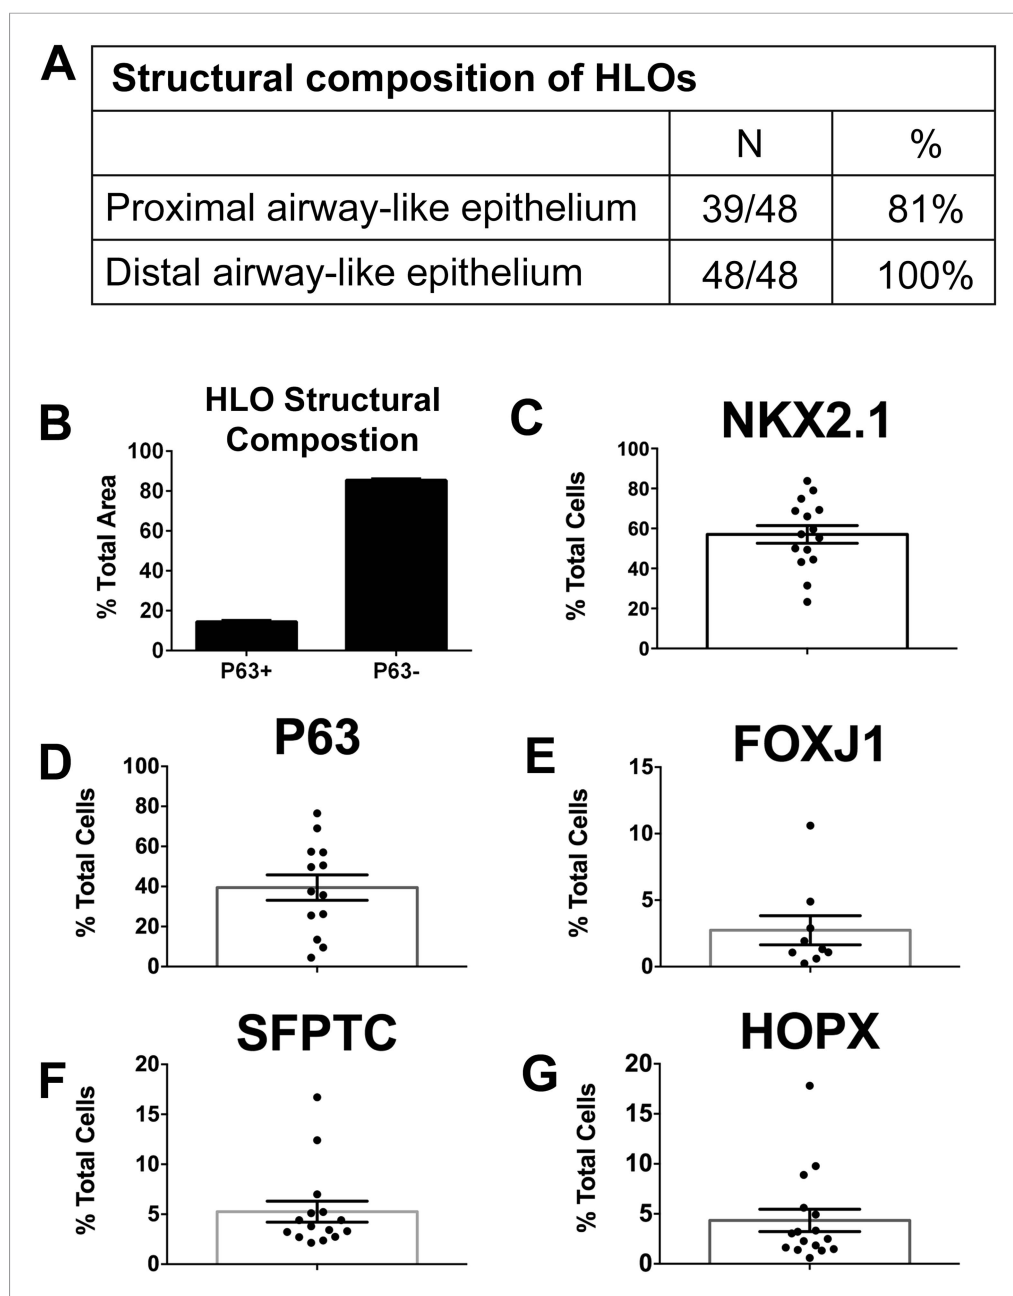 A
Structural composition of HLOs
N %
Proximal airway-like epithelium 39/48 81%
Distal airway-like epithelium 48/48 100%
B
HLO Structural
Compostion
% Total Area
100
80
60
40
20
0
P63+ P63-
C
NKX2.1
% Total Cells
100
80
60
40
20
0
D
P63
% Total Cells
100
80
60
40
20
0
E
FOXJ1
% Total Cells
15
10
5
0
F
SFPTC
% Total Cells
20
15
10
5
0
G
HOPX
% Total Cells
20
15
10
5
0